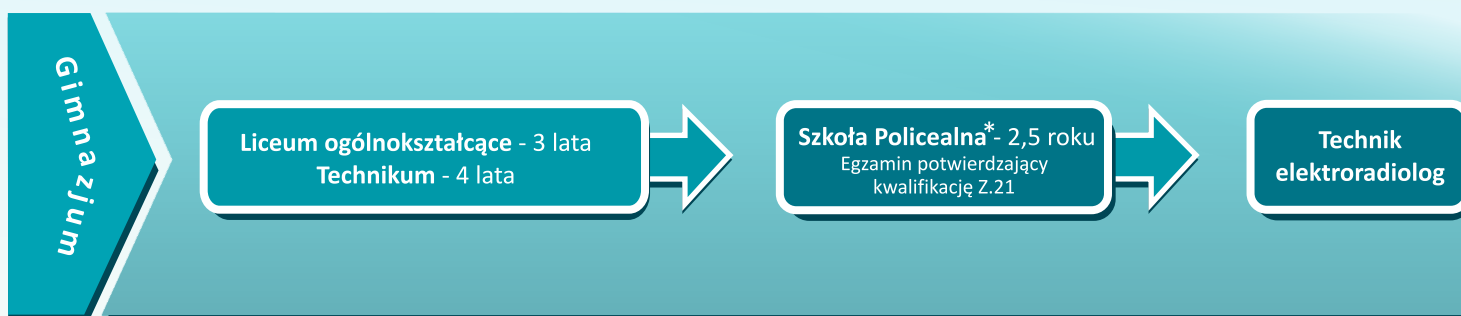 Gimnazjum
Liceum ogólnokształcące - 3 lata
Technikum - 4 lata
Szkoła Policealna*- 2,5 roku
Egzamin potwierdzający
kwalifikację Z.21
Technik
elektroradiolog